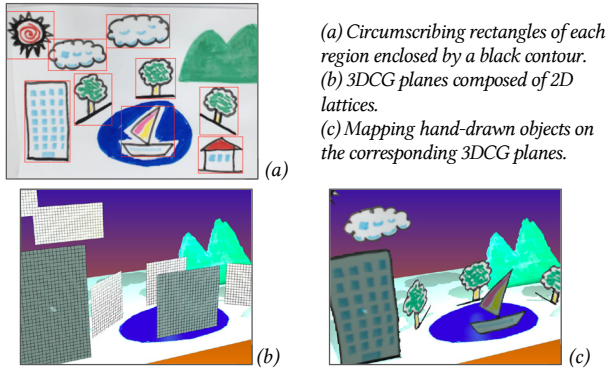 (a) Circumscribing rectangles of each
region enclosed by a black contour.
(b) 3DCG planes composed of 2D
lattices.
(c) Mapping hand-drawn objects on
the corresponding 3DCG planes.
(a)
(b)
(c)